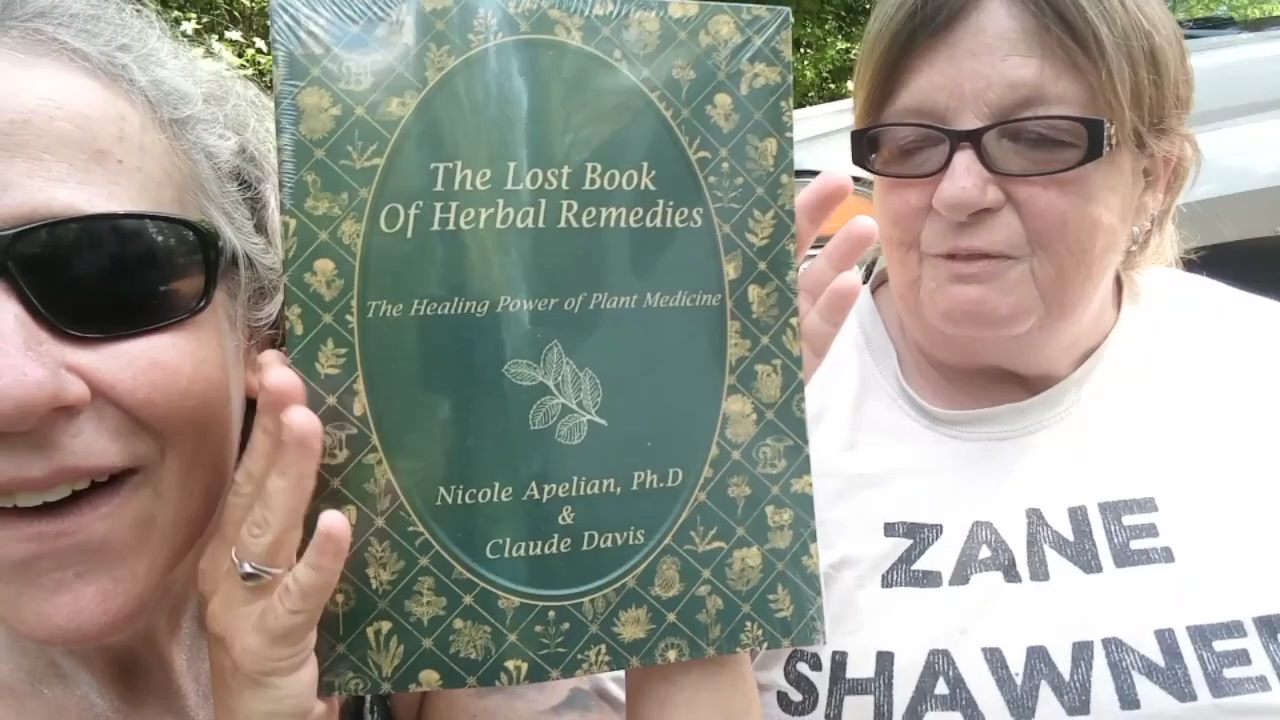 The Lost Book
Of Herbal Remedies
The Healing Power of Plant Medicine
Nicole Apelian, Ph.D
&
Claude Davis
ZANE
SHAWNEE